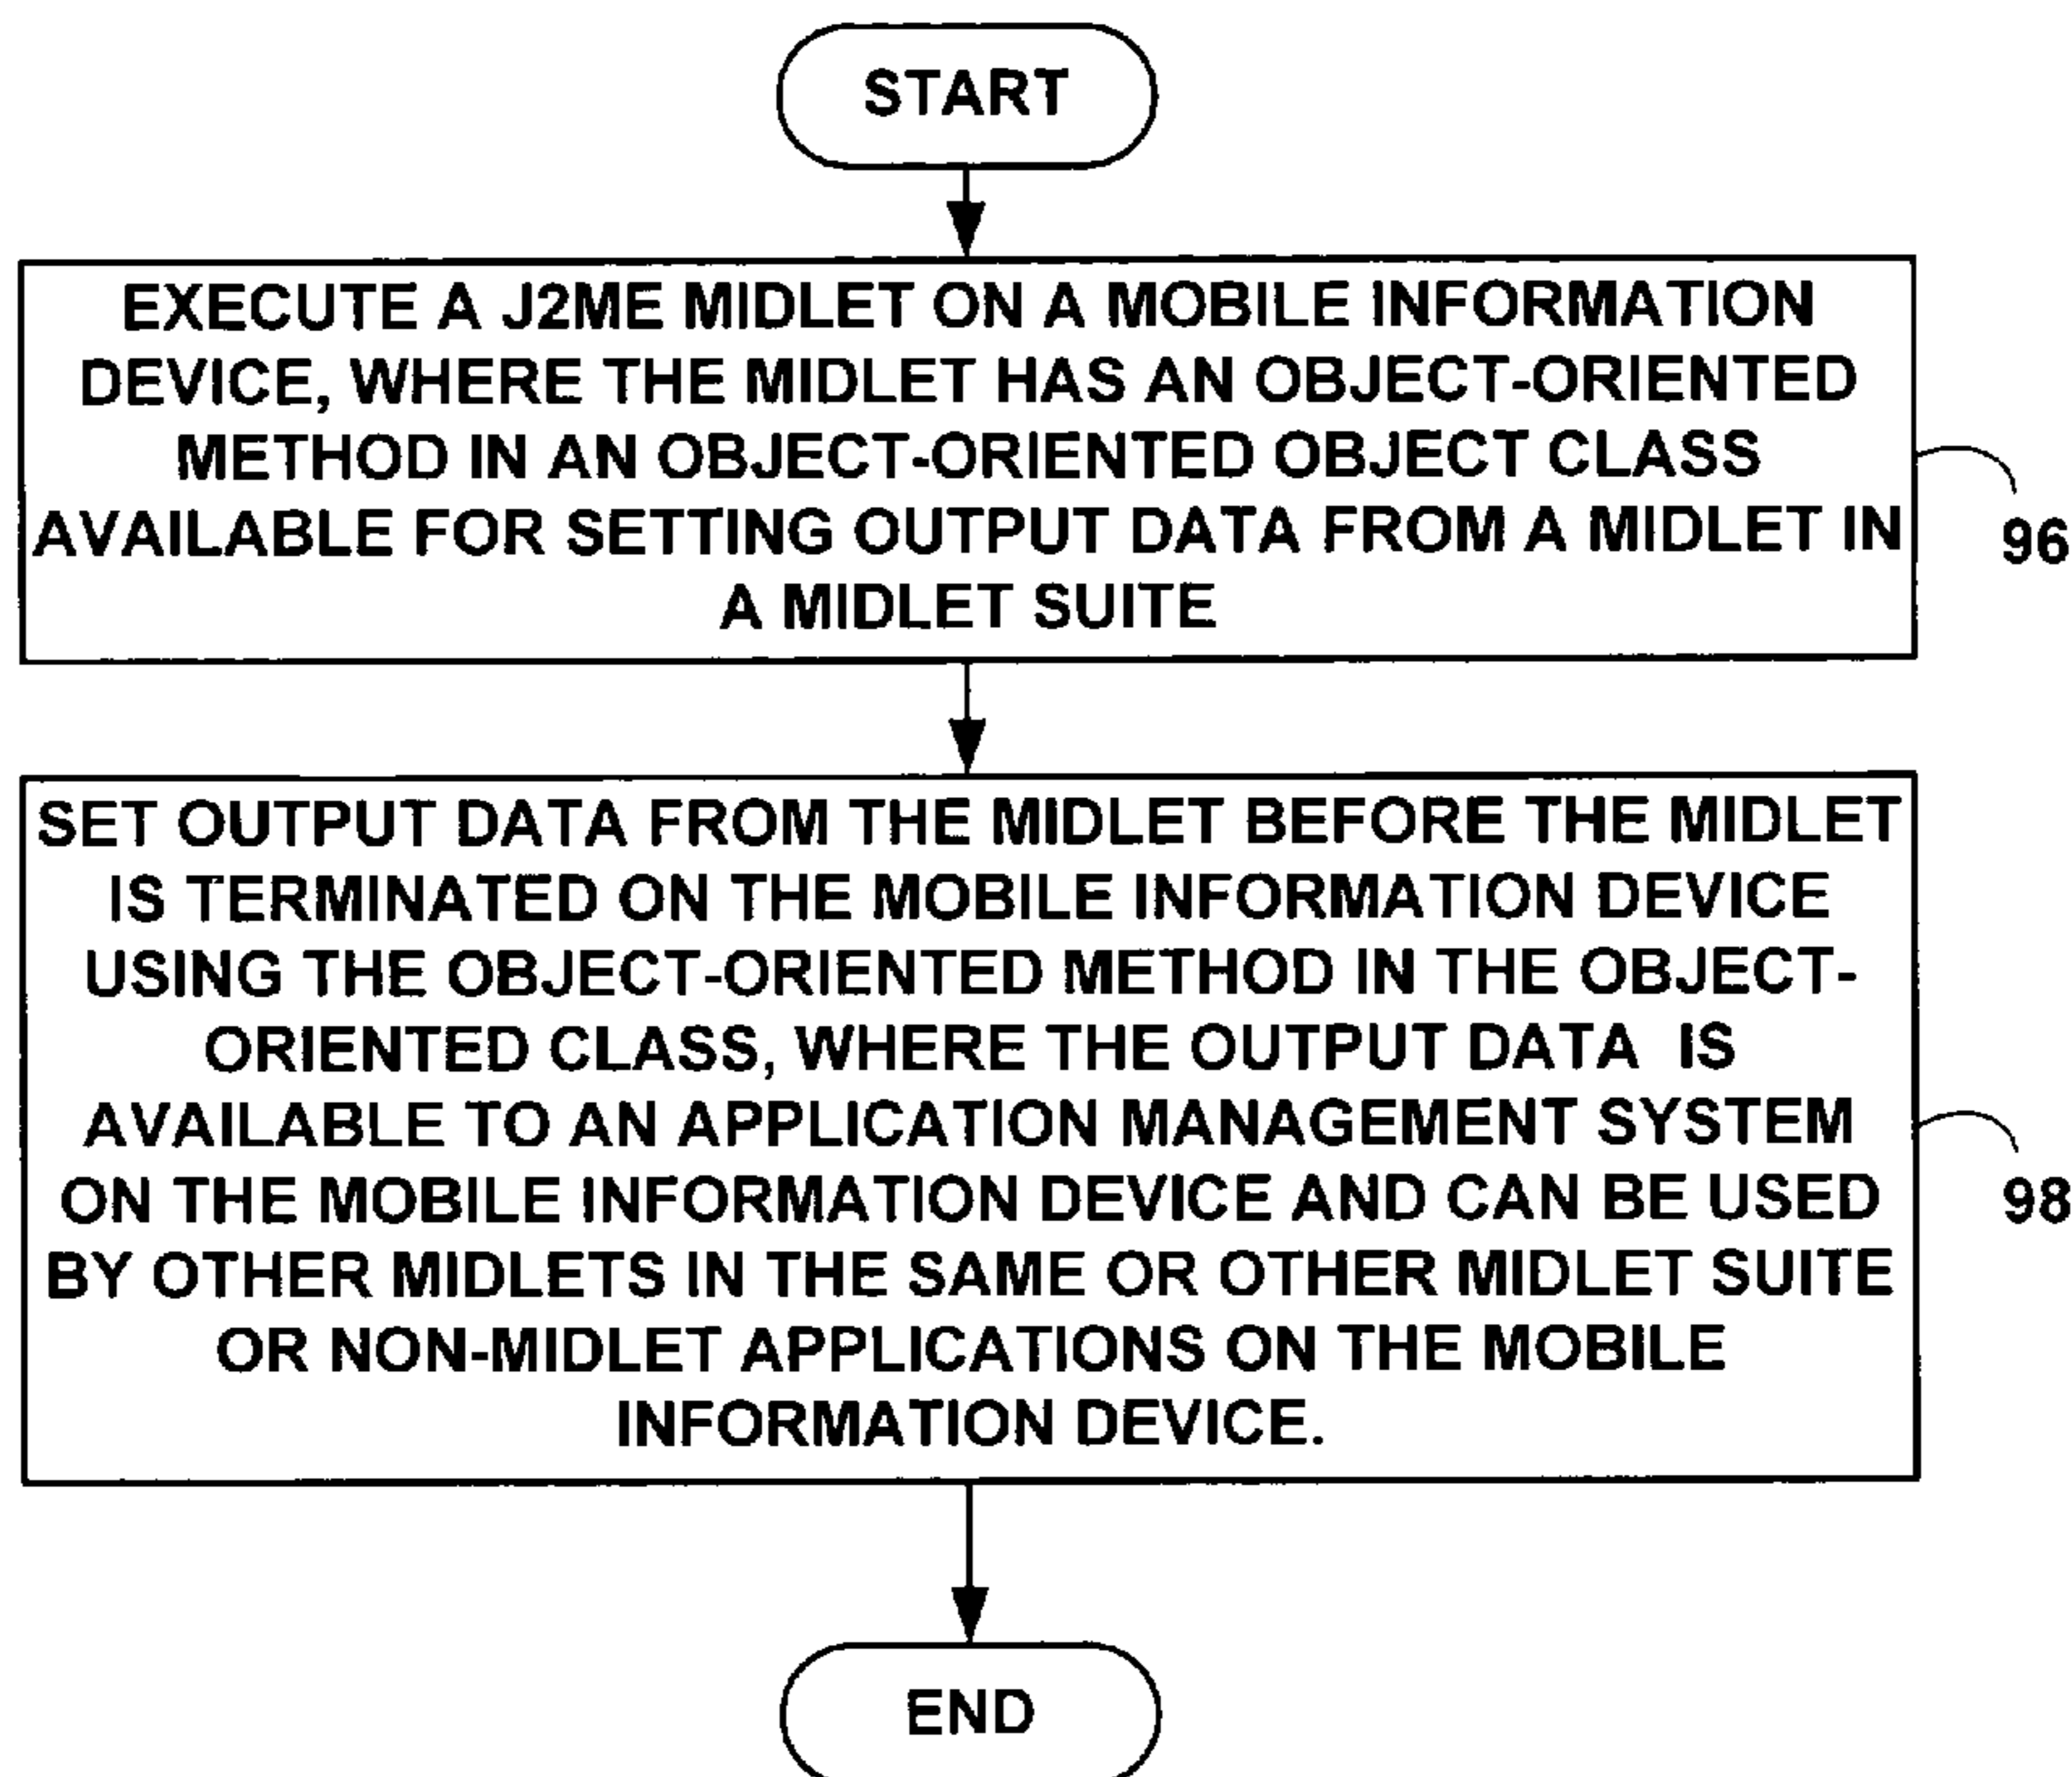 START
EXECUTE A J2ME MIDLET ON A MOBILE INFORMATION
DEVICE, WHERE THE MIDLET HAS AN OBJECT-ORIENTED
METHOD IN AN OBJECT-ORIENTED OBJECT CLASS
AVAILABLE FOR SETTING OUTPUT DATA FROM A MIDLET IN
A MIDLET SUITE
96
SET OUTPUT DATA FROM THE MIDLET BEFORE THE MIDLET
IS TERMINATED ON THE MOBILE INFORMATION DEVICE
USING THE OBJECT-ORIENTED METHOD IN THE OBJECT-
ORIENTED CLASS, WHERE THE OUTPUT DATA IS
AVAILABLE TO AN APPLICATION MANAGEMENT SYSTEM
ON THE MOBILE INFORMATION DEVICE AND CAN BE USED
BY OTHER MIDLETS IN THE SAME OR OTHER MIDLET SUITE
OR NON-MIDLET APPLICATIONS ON THE MOBILE
INFORMATION DEVICE.
98
END